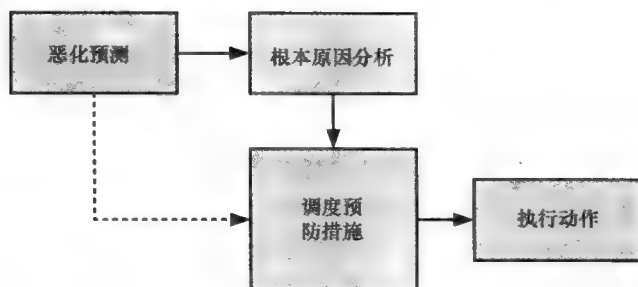 恶化预测
根本原因分析
调度预
防措施
执行动作